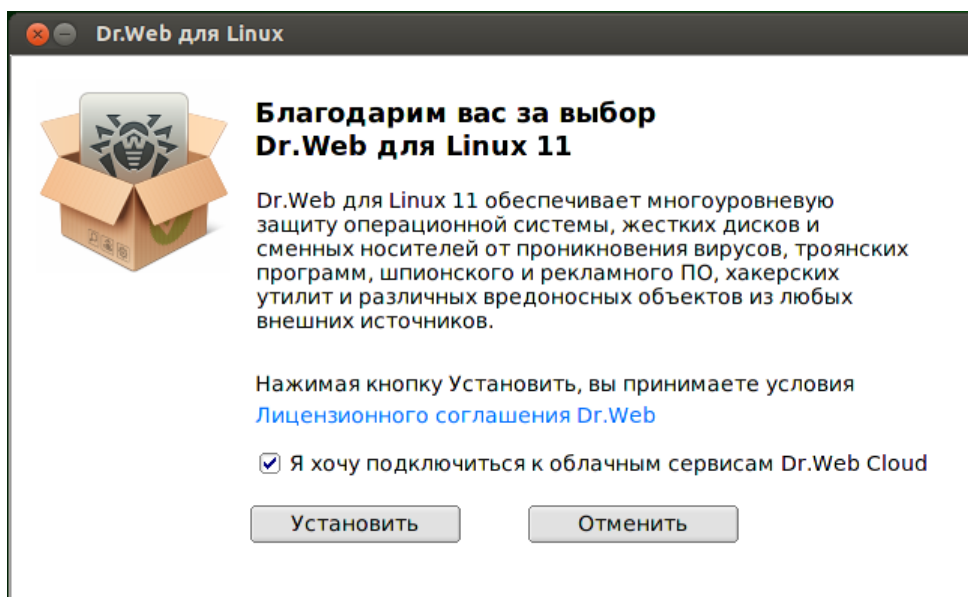 Dr.Web для Linux
Благодарим вас за выбор
Dr.Web для Linux 11
Dr.Web для Linux 11 обеспечивает многоуровневую
защиту операционной системы, жестких дисков и
сменных носителей от проникновения вирусов, троянских
программ, шпионского и рекламного ПО, хакерских
утилит и различных вредоносных объектов из любых
внешних источников.
Нажимая кнопку Установить, вы принимаете условия
Лицензионного соглашения Dr.Web
Я хочу подключиться к облачным сервисам Dr.Web Cloud
Установить
Отменить